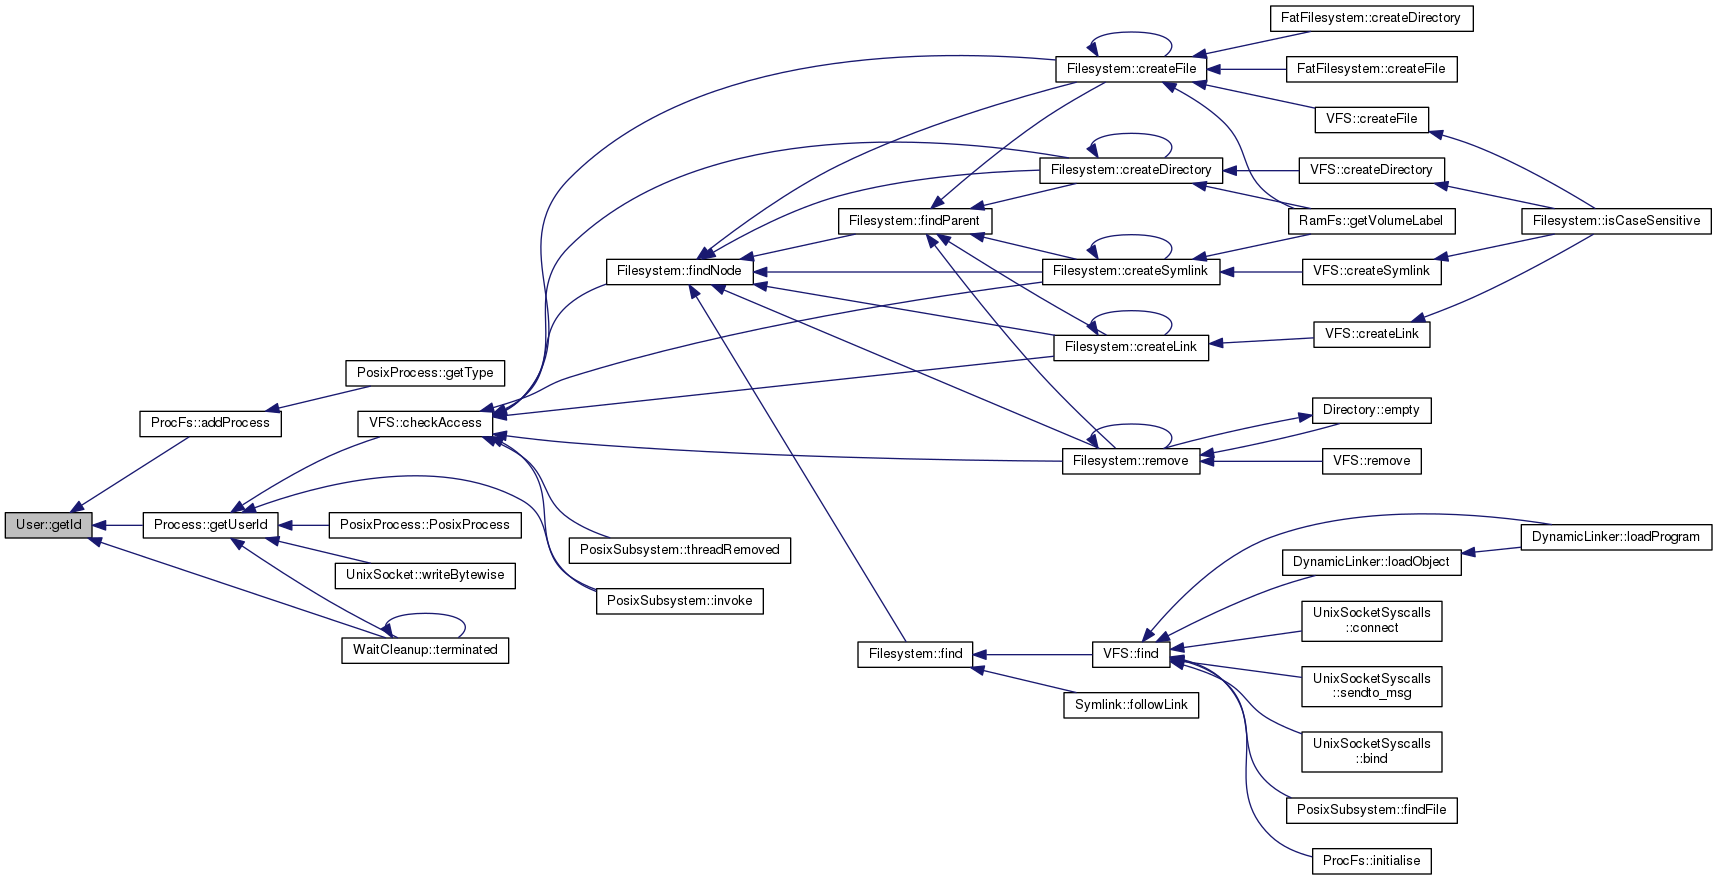 FatFilesystem::createDirectory
Filesystem::createFile
FatFilesystem::createFile
VFS::createFile
Filesystem::createDirectory
VFS::createDirectory
Filesystem::findParent
RamFs::getVolumeLabel
Filesystem::isCaseSensitive
Filesystem::findNode
Filesystem::createSymlink
VFS::createSymlink
VFS::createLink
Filesystem::createLink
PosixProcess::getType
ProcFs::addProcess
VFS::checkAccess
Directory::empty
Filesystem::remove
VFS::remove
User::getId
Process::getUserId
PosixProcess::PosixProcess
DynamicLinker::loadProgram
PosixSubsystem::threadRemoved
DynamicLinker::loadObject
UnixSocket::writeBytewise
PosixSubsystem::invoke
UnixSocketSyscalls
::connect
WaitCleanup::terminated
Filesystem::find
VFS::find
UnixSocketSyscalls
::sendto_msg
Symlink::followLink
UnixSocketSyscalls
::bind
PosixSubsystem::findFile
ProcFs::initialise